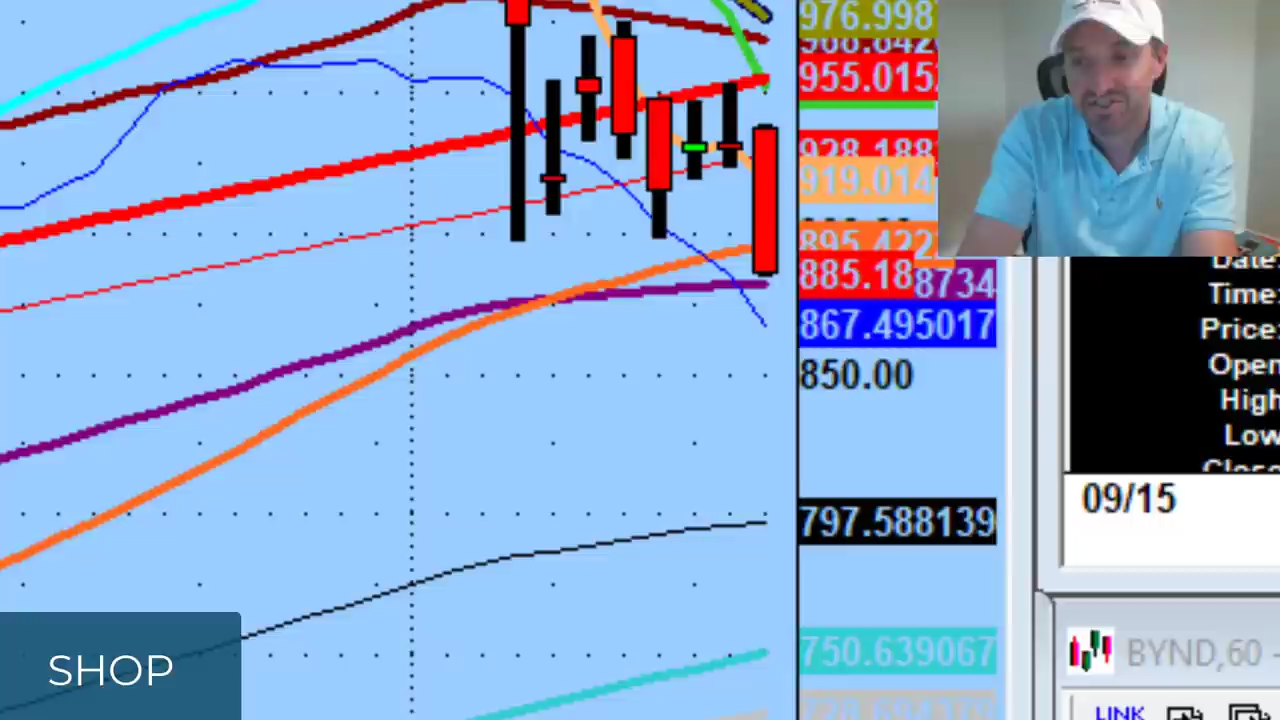 976.998
955.015
928.188
919.014
895.422
885.18
8734
867.495017
850.00
797.588139
750.639067
Date:
Time:
Price:
Open
High
Low
Close
09/15
BYND,60 -
LINK
SHOP